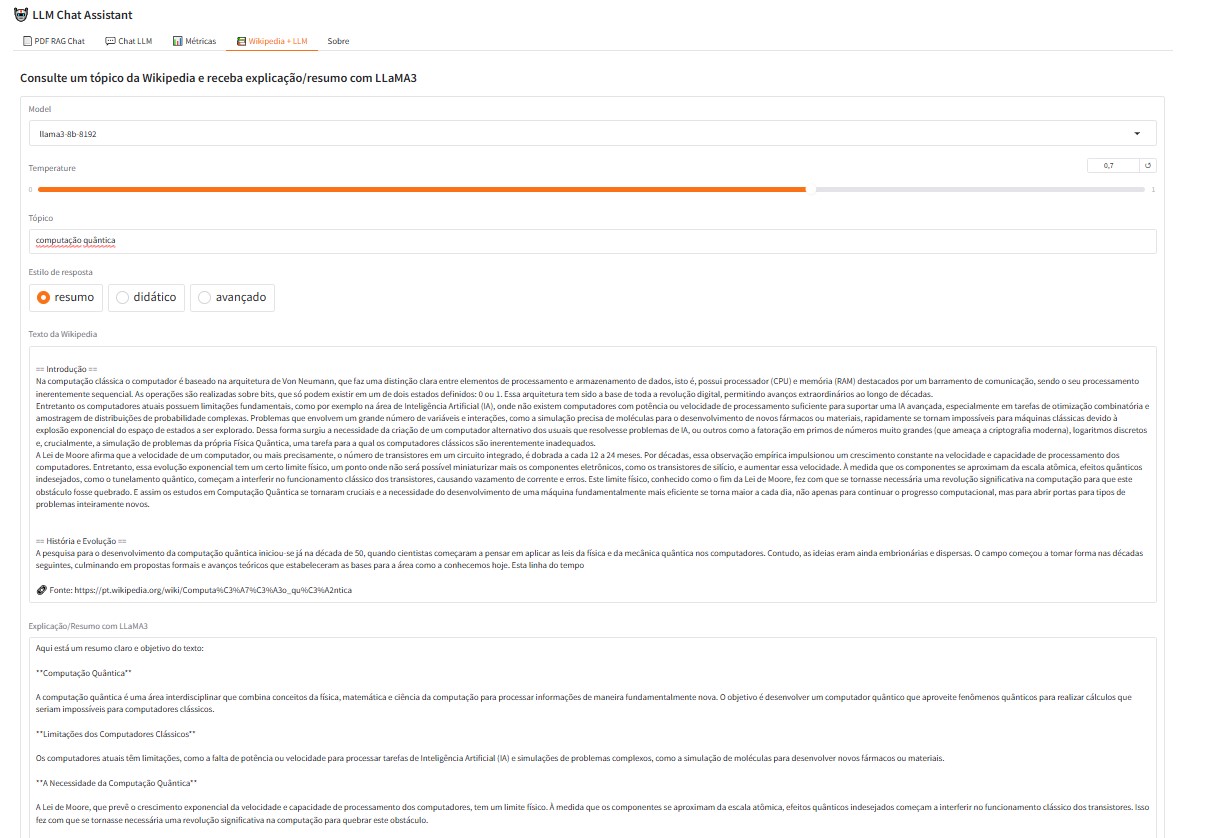 LLM Chat Assistant
PDF RAG Chat
Chat LLM
Métricas
Wikipedia + LLM
Sobre
Consulte um tópico da Wikipedia e receba explicação/resumo com LLaMA3
Model
llama3-8b-8192
Temperature
0,7
0
1
Tópico
computação quântica
Estilo de resposta
resumo
didático
avançado
Texto da Wikipedia
== Introdução ==
Na computação clássica o computador é baseado na arquitetura de Von Neumann, que faz uma distinção clara entre elementos de processamento e armazenamento de dados, isto é, possui processador (CPU) e memória (RAM) destacados por um barramento de comunicação, sendo o seu processamento
inerentemente sequencial. As operações são realizadas sobre bits, que só podem existir em um de dois estados definidos: 0 ou 1. Essa arquitetura tem sido a base de toda a revolução digital, permitindo avanços extraordinários ao longo de décadas.
Entretanto os computadores atuais possuem limitações fundamentais, como por exemplo na área de Inteligência Artificial (IA), onde não existem computadores com potência ou velocidade de processamento suficiente para suportar uma IA avançada, especialmente em tarefas de otimização combinatória e
amostragem de distribuições de probabilidade complexas. Problemas que envolvem um grande número de variáveis e interações, como a simulação precisa de moléculas para o desenvolvimento de novos fármacos ou materiais, rapidamente se tornam impossíveis para máquinas clássicas devido à
explosão exponencial do espaço de estados a ser explorado. Dessa forma surgiu a necessidade da criação de um computador alternativo dos usuais que resolvesse problemas de IA, ou outros como a fatoração em primos de números muito grandes (que ameaça a criptografia moderna), logaritmos discretos
e, crucialmente, a simulação de problemas da própria Física Quântica, uma tarefa para a qual os computadores clássicos são inerentemente inadequados.
A Lei de Moore afirma que a velocidade de um computador, ou mais precisamente, o número de transistores em um circuito integrado, é dobrada a cada 12 a 24 meses. Por décadas, essa observação empírica impulsionou um crescimento constante na velocidade e capacidade de processamento dos
computadores. Entretanto, essa evolução exponencial tem um certo limite físico, um ponto onde não será possível miniaturizar mais os componentes eletrônicos, como os transistores de silício, e aumentar essa velocidade. À medida que os componentes se aproximam da escala atômica, efeitos quânticos
indesejados, como o tunelamento quântico, começam a interferir no funcionamento clássico dos transistores, causando vazamento de corrente e erros. Este limite físico, conhecido como o fim da Lei de Moore, fez com que se tornasse necessária uma revolução significativa na computação para que este
obstáculo fosse quebrado. E assim os estudos em Computação Quântica se tornaram cruciais e a necessidade do desenvolvimento de uma máquina fundamentalmente mais eficiente se torna maior a cada dia, não apenas para continuar o progresso computacional, mas para abrir portas para tipos de
problemas inteiramente novos.
== História e Evolução ==
A pesquisa para o desenvolvimento da computação quântica iniciou-se já na década de 50, quando cientistas começaram a pensar em aplicar as leis da física e da mecânica quântica nos computadores. Contudo, as ideias eram ainda embrionárias e dispersas. O campo começou a tomar forma nas décadas
seguintes, culminando em propostas formais e avanços teóricos que estabeleceram as bases para a área como a conhecemos hoje. Esta linha do tempo
Fonte: https://pt.wikipedia.org/wiki/Computa%C3%A7%C3%A3o_qu%C3%A2ntica
Explicação/Resumo com LLaMA3
Aqui está um resumo claro e objetivo do texto:
**Computação Quântica**
A computação quântica é uma área interdisciplinar que combina conceitos da física, matemática e ciência da computação para processar informações de maneira fundamentalmente nova. O objetivo é desenvolver um computador quântico que aproveite fenômenos quânticos para realizar cálculos que
seriam impossíveis para computadores clássicos.
**Limitações dos Computadores Clássicos**
Os computadores atuais têm limitações, como a falta de potência ou velocidade para processar tarefas de Inteligência Artificial (IA) e simulações de problemas complexos, como a simulação de moléculas para desenvolver novos fármacos ou materiais.
**A Necessidade da Computação Quântica**
A Lei de Moore, que prevê o crescimento exponencial da velocidade e capacidade de processamento dos computadores, tem um limite físico. À medida que os componentes se aproximam da escala atômica, efeitos quânticos indesejados começam a interferir no funcionamento clássico dos transistores. Isso
fez com que se tornasse necessária uma revolução significativa na computação para quebrar este obstáculo.